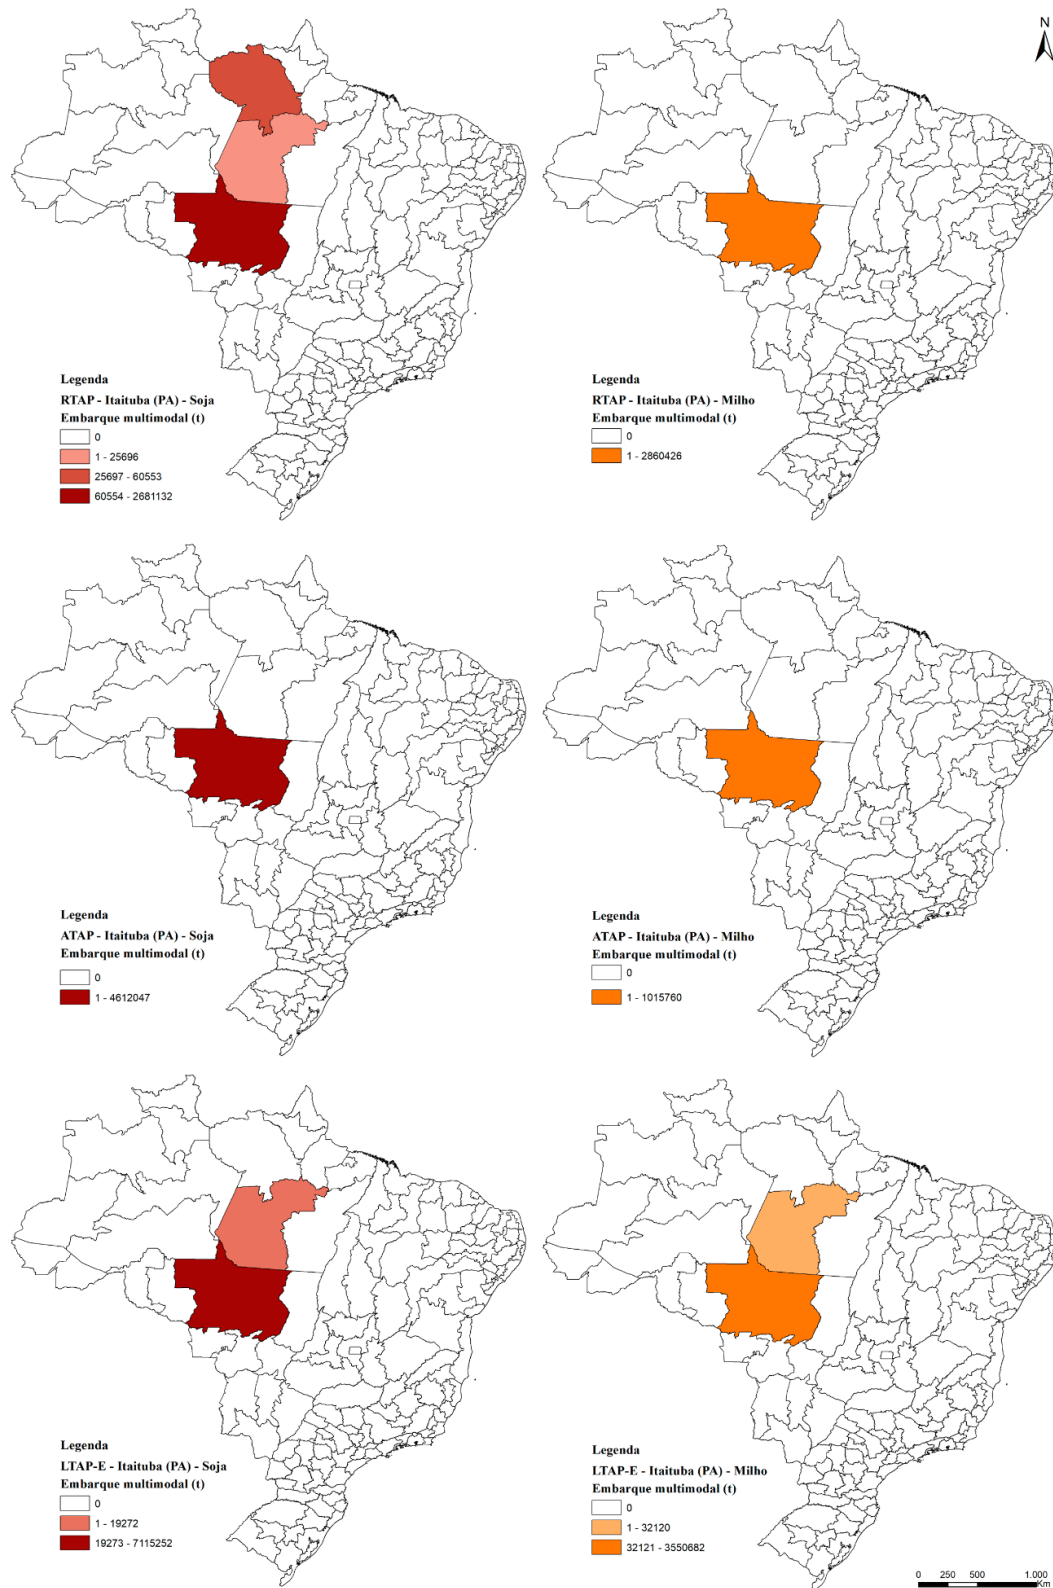 N
Legenda
RTAP - Itaituba (PA) - Soja
Embarque multimodal (t)
0
1 - 25696
25697 - 60553
60554 - 2681132
Legenda
RTAP - Itaituba (PA) - Milho
Embarque multimodal (t)
0
1 - 2860426
Legenda
ATAP - Itaituba (PA) - Soja
Embarque multimodal (t)
0
1 - 4612047
Legenda
ATAP - Itaituba (PA) - Milho
Embarque multimodal (t)
0
1 - 1015760
Legenda
LTAP-E - Itaituba (PA) - Soja
Embarque multimodal (t)
0
1 - 19272
19273 - 7115252
Legenda
LTAP-E - Itaituba (PA) - Milho
Embarque multimodal (t)
0
1 - 32120
32121 - 3550682
0 250 500 1.000
Km